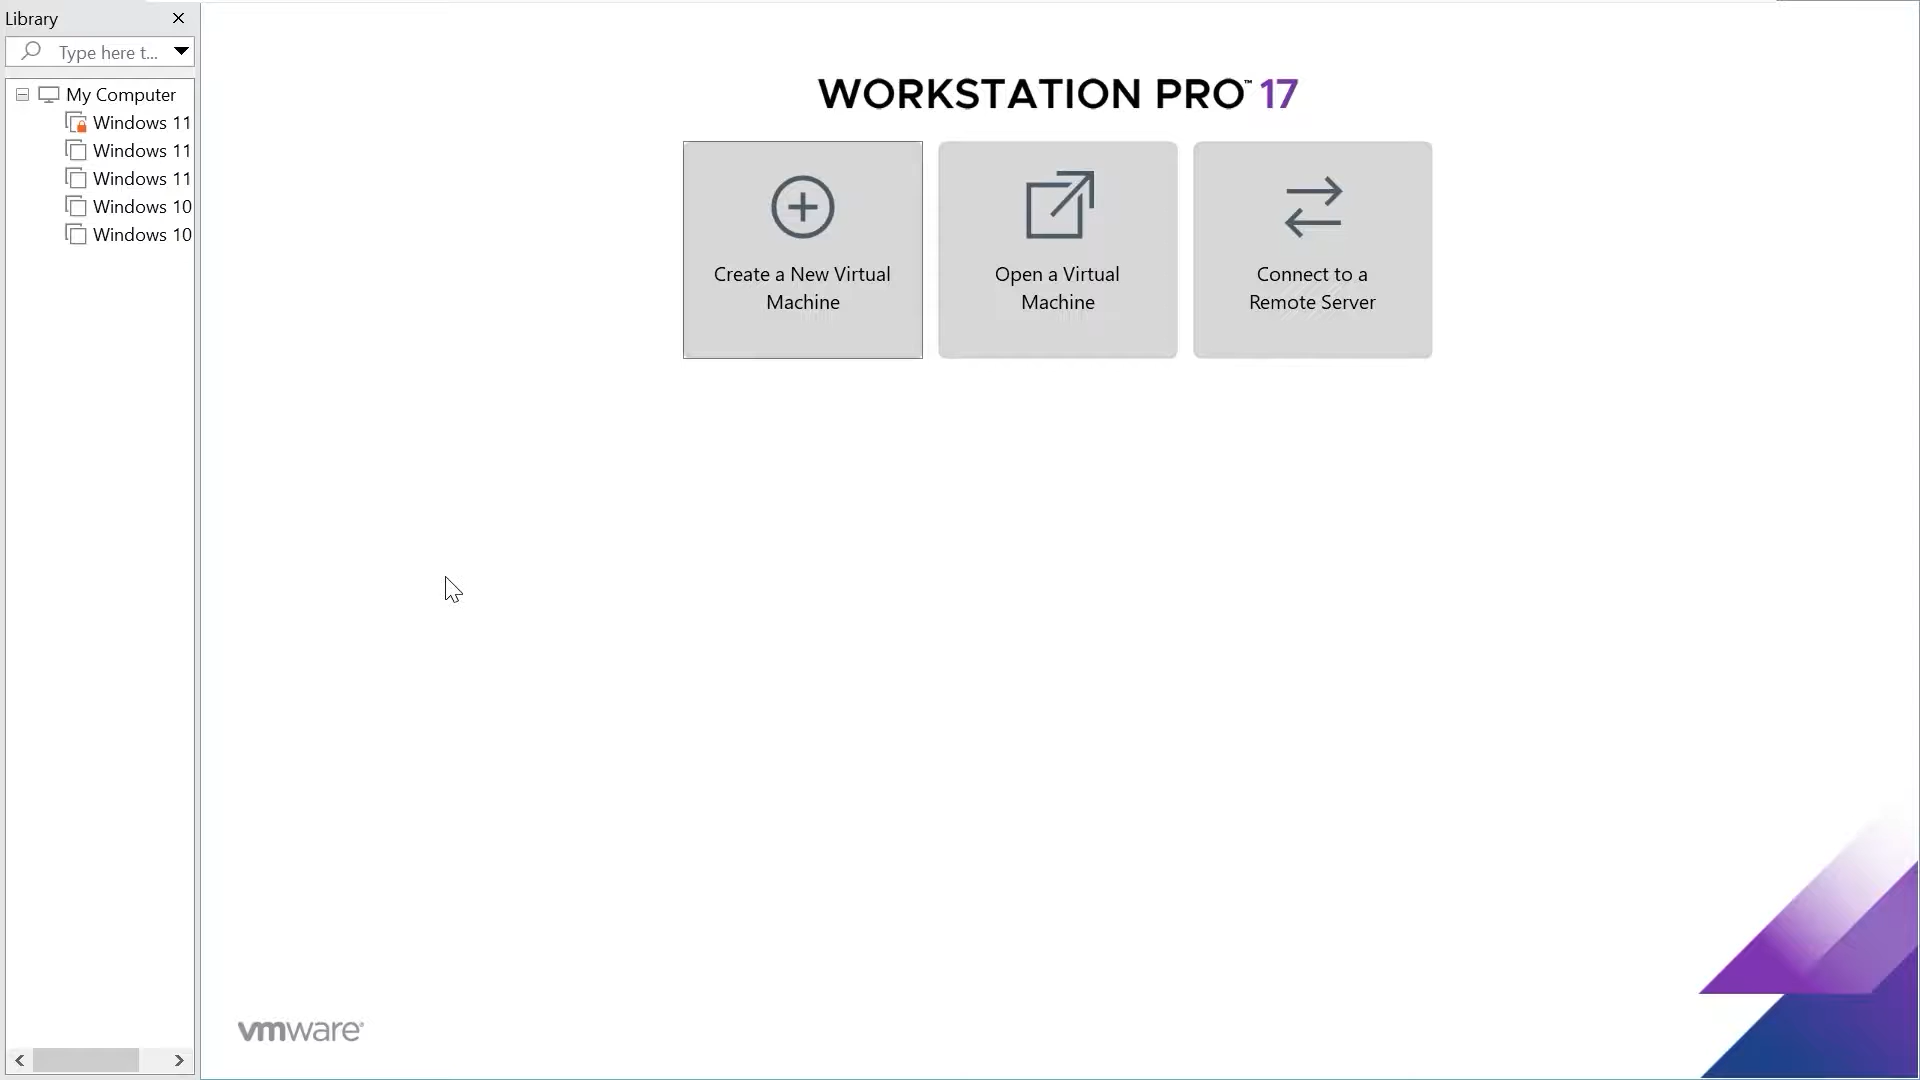 Library
Type here t...
My Computer
Windows 11
Windows 11
Windows 11
Windows 10
Windows 10
WORKSTATION PRO™ 17
Create a New Virtual
Machine
Open a Virtual
Machine
Connect to a
Remote Server
vmware®